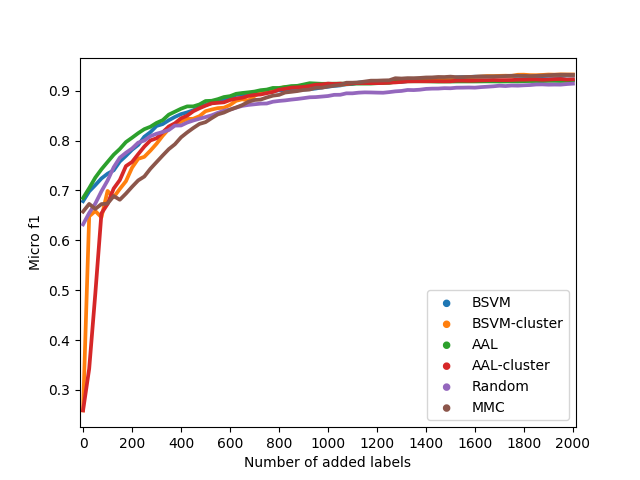 0.9
0.8
0.7
0.6
0.5
0.4
0.3
Micro f1
BSVM
BSVM-cluster
AAL
AAL-cluster
Random
MMC
0 200 400 600 800 1000 1200 1400 1600 1800 2000
Number of added labels